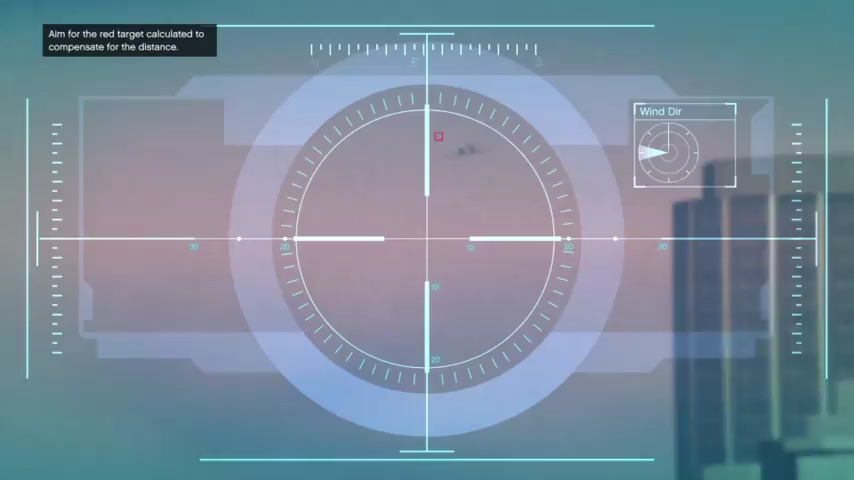 Aim for the red target calculated to
compensate for the distance.
N E S
Wind Dir
30 20 10 20 30
10
20